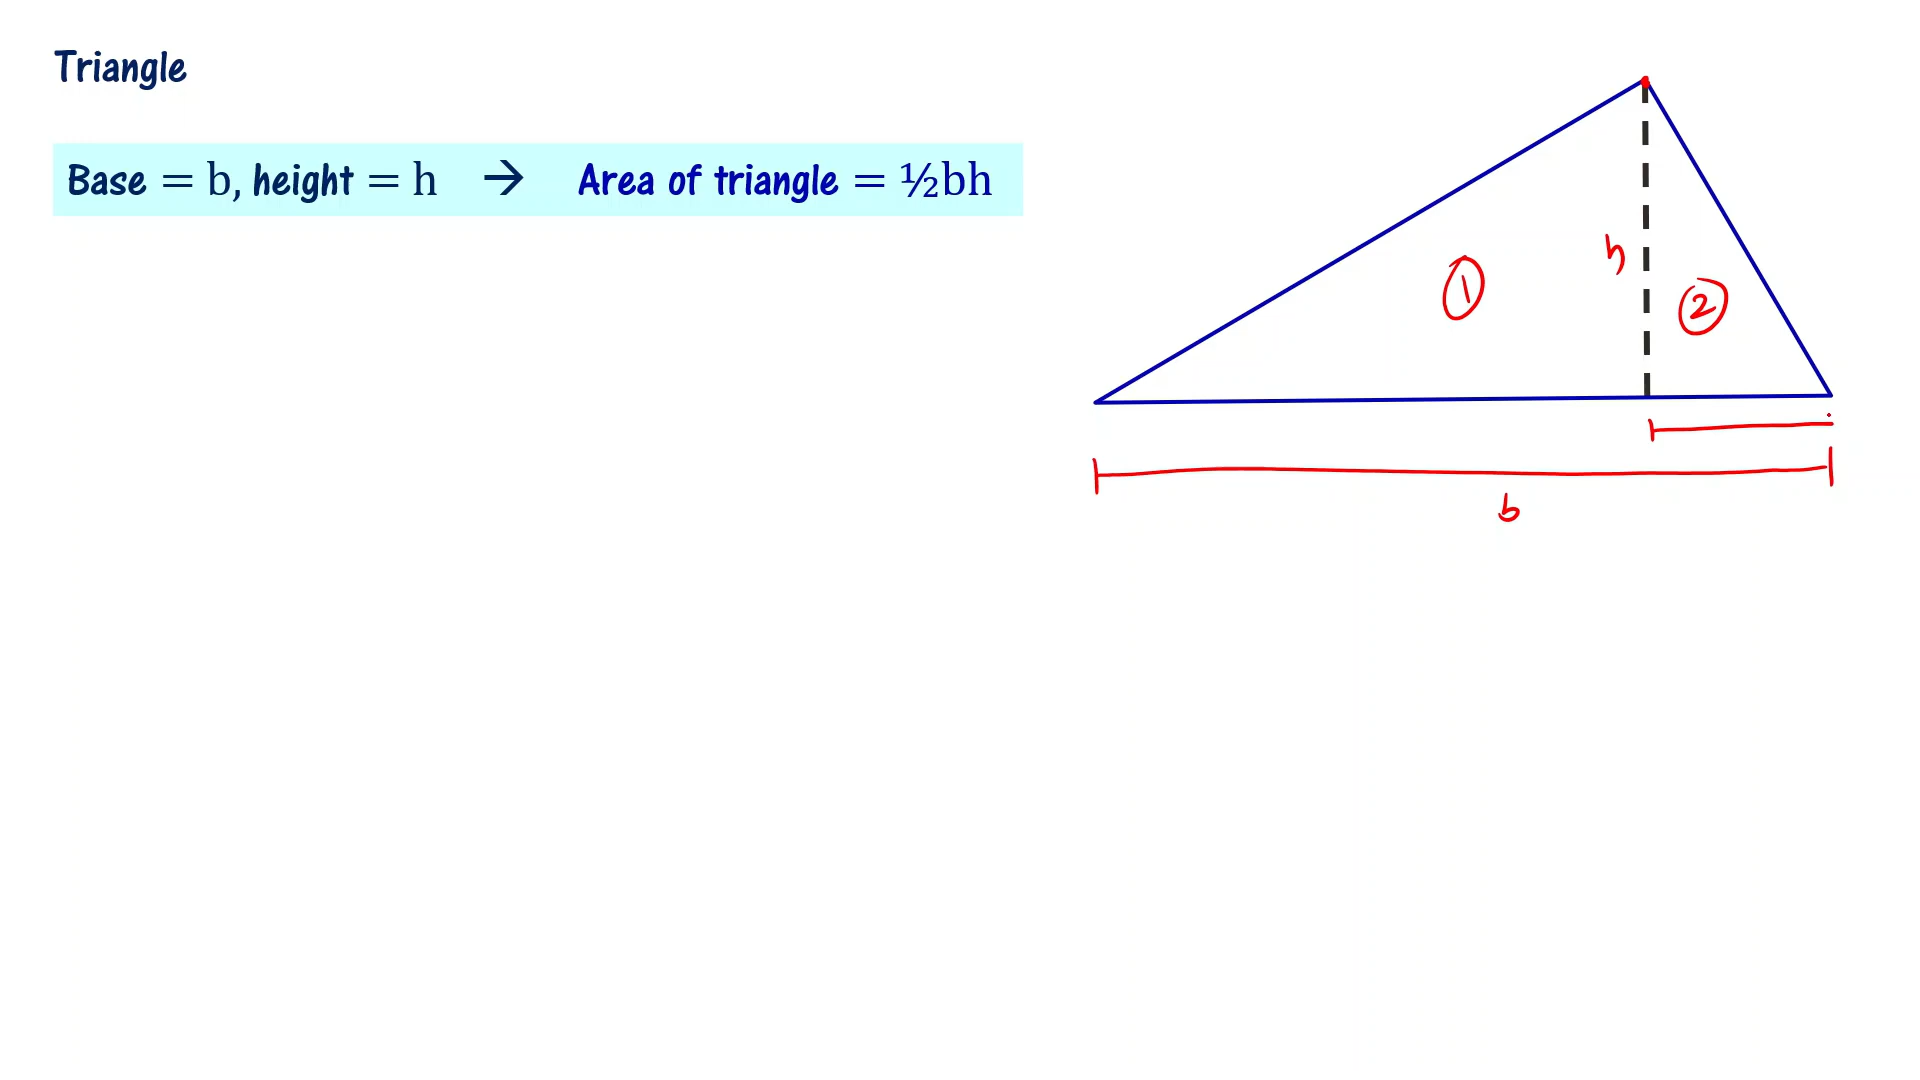 Triangle
Base = b, height = h → Area of triangle = ½bh
h
①
②
b